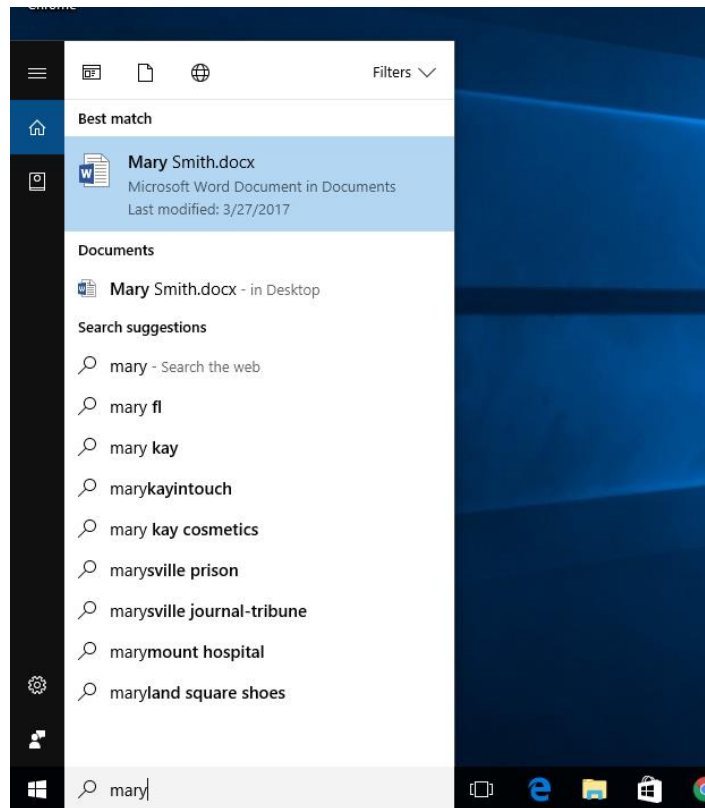 Filters
Best match
Mary Smith.docx
Microsoft Word Document in Documents
Last modified: 3/27/2017
Documents
Mary Smith.docx - in Desktop
Search suggestions
mary - Search the web
mary fl
mary kay
marykayintouch
mary kay cosmetics
marysville prison
marysville journal-tribune
marymount hospital
maryland square shoes
mary